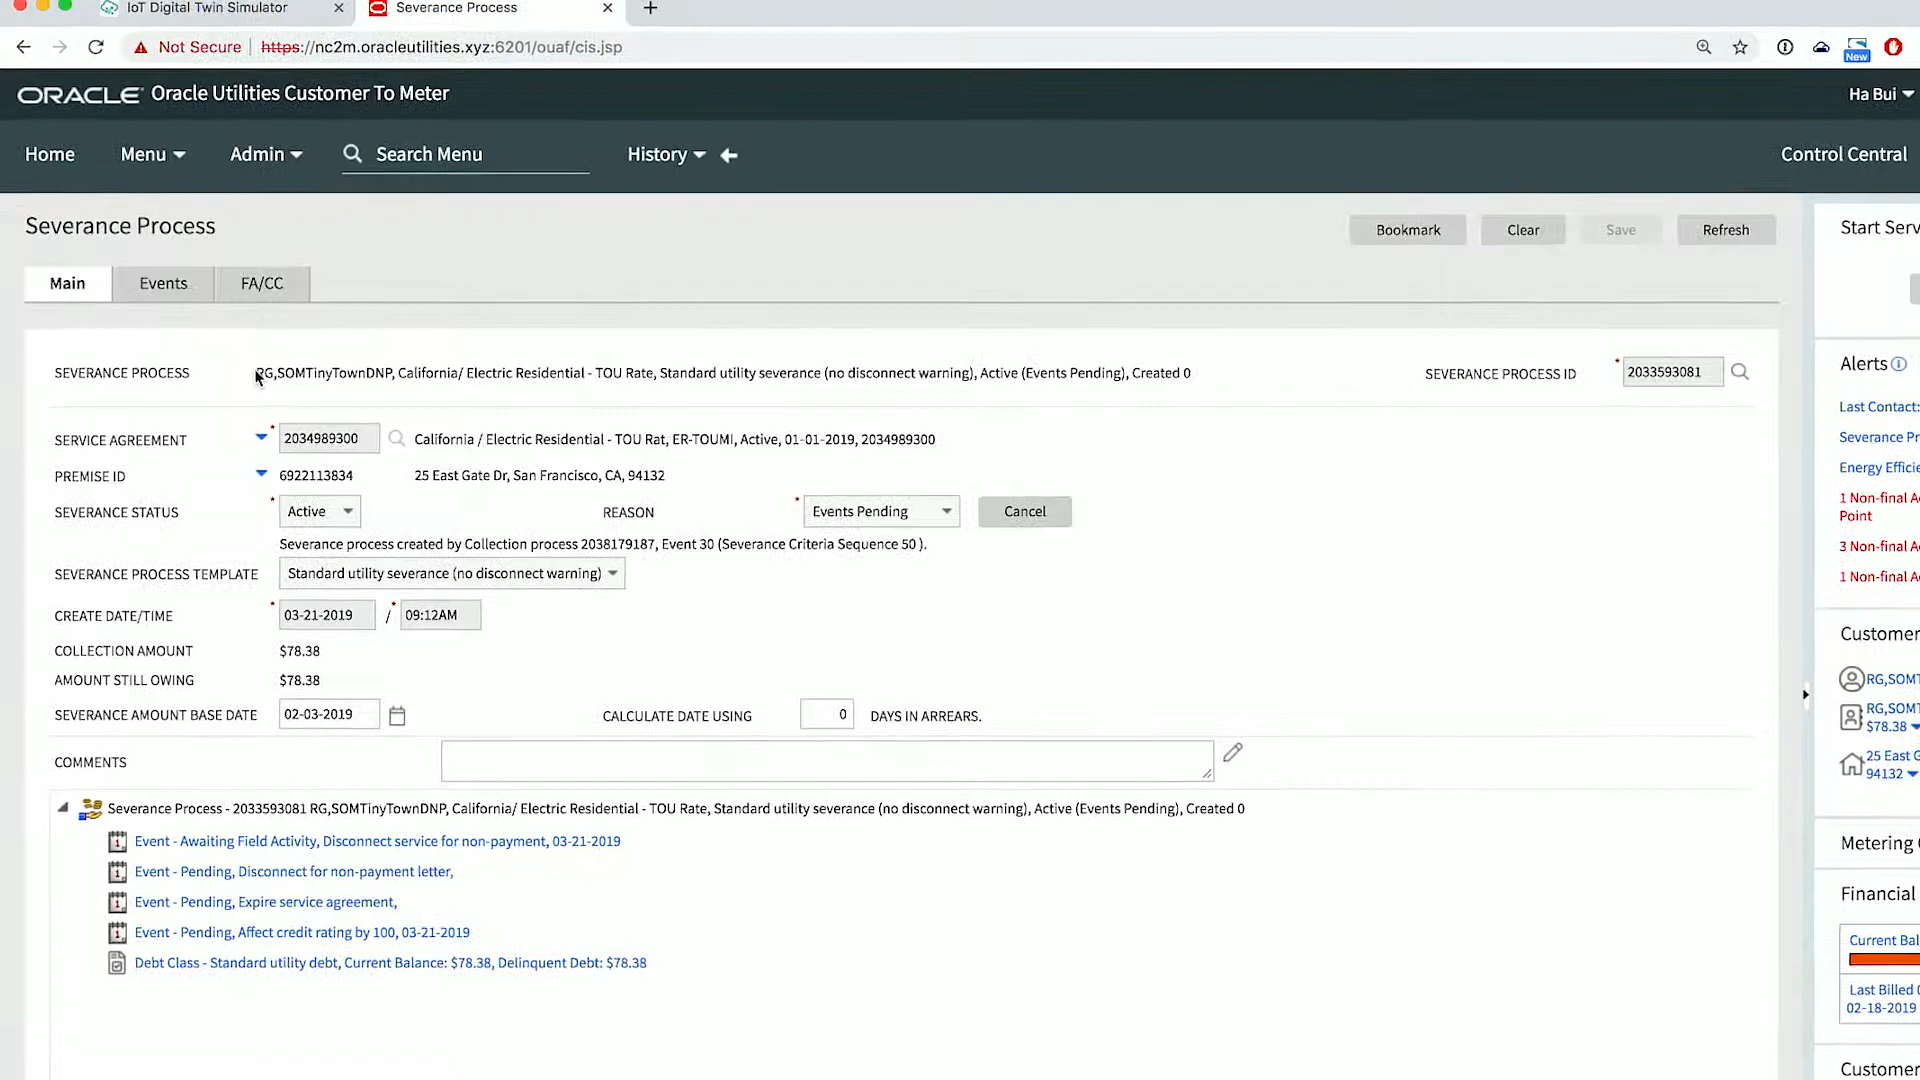 IoT Digital Twin Simulator
Severance Process
Not Secure https://nc2m.oracleutilities.xyz:6201/ouaf/cis.jsp
New
ORACLE Oracle Utilities Customer To Meter
Ha Bui
Home Menu Admin Search Menu History Control Central
Severance Process
Bookmark Clear Save Refresh
Main Events FA/CC
SEVERANCE PROCESS RG,SOMTinyTownDNP, California/ Electric Residential - TOU Rate, Standard utility severance (no disconnect warning), Active (Events Pending), Created 0
SEVERANCE PROCESS ID * 2033593081
SERVICE AGREEMENT * 2034989300 California / Electric Residential - TOU Rat, ER-TOUMI, Active, 01-01-2019, 2034989300
PREMISE ID 6922113834 25 East Gate Dr, San Francisco, CA, 94132
SEVERANCE STATUS * Active REASON * Events Pending Cancel
Severance process created by Collection process 2038179187, Event 30 (Severance Criteria Sequence 50 ).
SEVERANCE PROCESS TEMPLATE Standard utility severance (no disconnect warning)
CREATE DATE/TIME * 03-21-2019 / * 09:12AM
COLLECTION AMOUNT $78.38
AMOUNT STILL OWING $78.38
SEVERANCE AMOUNT BASE DATE 02-03-2019 CALCULATE DATE USING 0 DAYS IN ARREARS.
COMMENTS
Severance Process - 2033593081 RG,SOMTinyTownDNP, California/ Electric Residential - TOU Rate, Standard utility severance (no disconnect warning), Active (Events Pending), Created 0
Event - Awaiting Field Activity, Disconnect service for non-payment, 03-21-2019
Event - Pending, Disconnect for non-payment letter,
Event - Pending, Expire service agreement,
Event - Pending, Affect credit rating by 100, 03-21-2019
Debt Class - Standard utility debt, Current Balance: $78.38, Delinquent Debt: $78.38
Start Serv
Alerts
Last Contact:
Severance Pr
Energy Efficie
1 Non-final A
Point
3 Non-final A
1 Non-final A
Customer
RG,SOMT
RG,SOMT
$78.38
25 East G
94132
Metering
Financial
Current Bal
Last Billed
02-18-2019
Customer